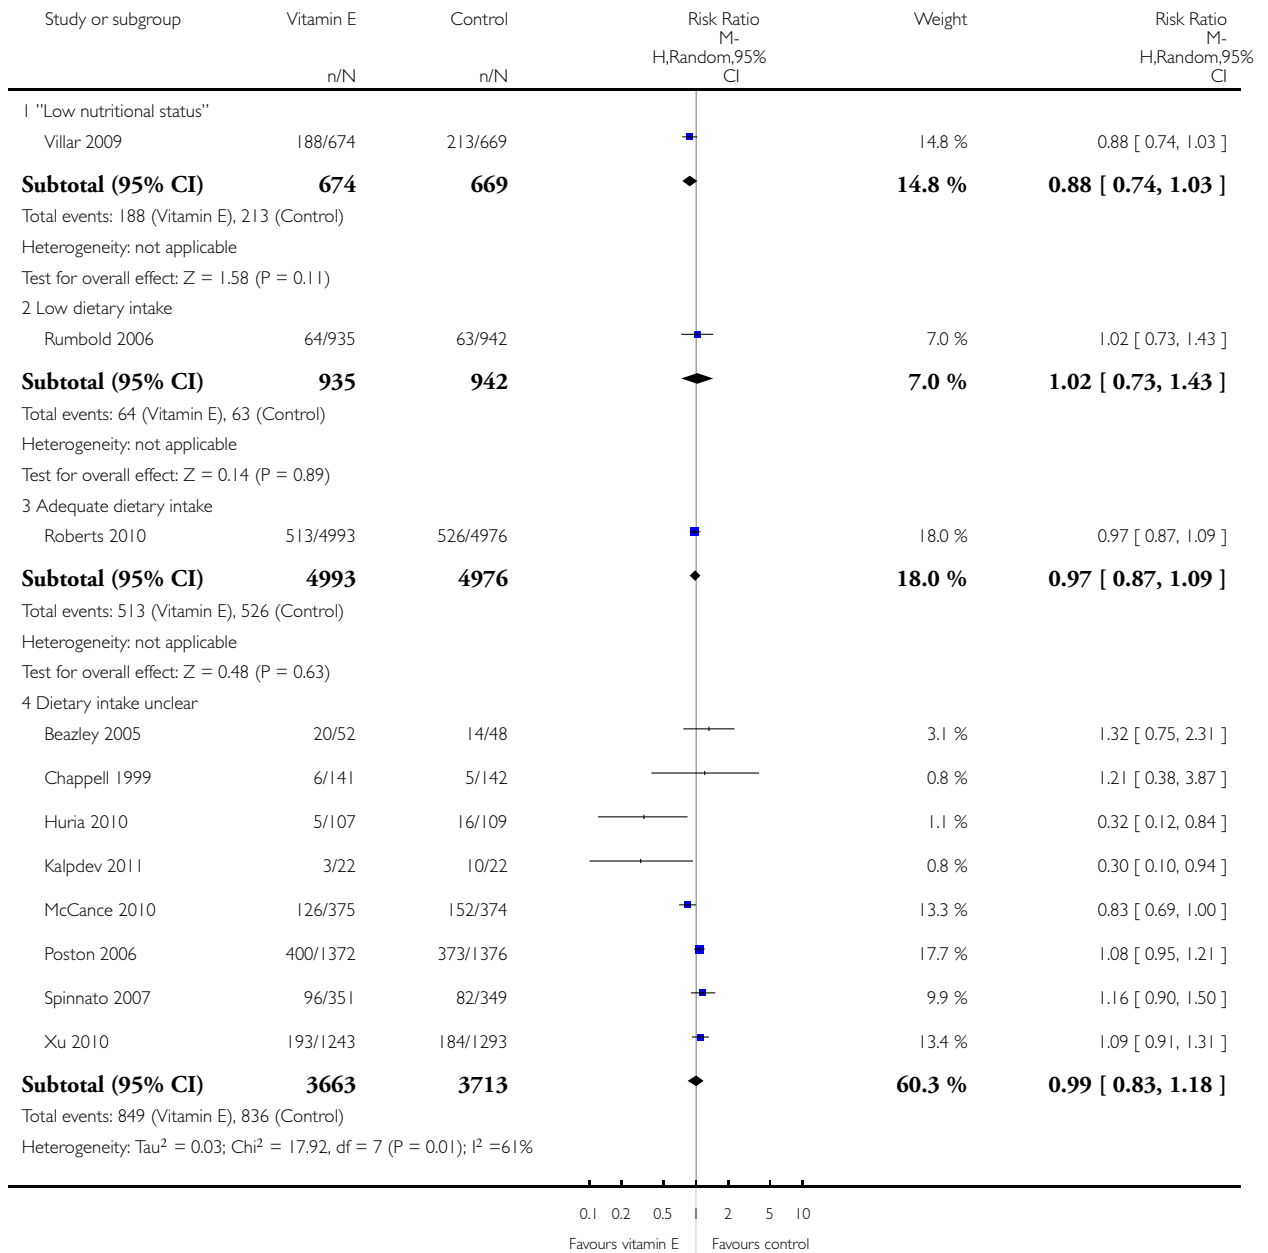 Study or subgroup Vitamin E Control Risk Ratio Weight Risk Ratio
M- M-
H,Random,95% H,Random,95%
n/N n/N CI CI
1 "Low nutritional status"
Villar 2009 188/674 213/669 14.8 % 0.88 [ 0.74, 1.03 ]
Subtotal (95% CI) 674 669 14.8 % 0.88 [ 0.74, 1.03 ]
Total events: 188 (Vitamin E), 213 (Control)
Heterogeneity: not applicable
Test for overall effect: Z = 1.58 (P = 0.11)
2 Low dietary intake
Rumbold 2006 64/935 63/942 7.0 % 1.02 [ 0.73, 1.43 ]
Subtotal (95% CI) 935 942 7.0 % 1.02 [ 0.73, 1.43 ]
Total events: 64 (Vitamin E), 63 (Control)
Heterogeneity: not applicable
Test for overall effect: Z = 0.14 (P = 0.89)
3 Adequate dietary intake
Roberts 2010 513/4993 526/4976 18.0 % 0.97 [ 0.87, 1.09 ]
Subtotal (95% CI) 4993 4976 18.0 % 0.97 [ 0.87, 1.09 ]
Total events: 513 (Vitamin E), 526 (Control)
Heterogeneity: not applicable
Test for overall effect: Z = 0.48 (P = 0.63)
4 Dietary intake unclear
Beazley 2005 20/52 14/48 3.1 % 1.32 [ 0.75, 2.31 ]
Chappell 1999 6/141 5/142 0.8 % 1.21 [ 0.38, 3.87 ]
Huria 2010 5/107 16/109 1.1 % 0.32 [ 0.12, 0.84 ]
Kalpdev 2011 3/22 10/22 0.8 % 0.30 [ 0.10, 0.94 ]
McCance 2010 126/375 152/374 13.3 % 0.83 [ 0.69, 1.00 ]
Poston 2006 400/1372 373/1376 17.7 % 1.08 [ 0.95, 1.21 ]
Spinnato 2007 96/351 82/349 9.9 % 1.16 [ 0.90, 1.50 ]
Xu 2010 193/1243 184/1293 13.4 % 1.09 [ 0.91, 1.31 ]
Subtotal (95% CI) 3663 3713 60.3 % 0.99 [ 0.83, 1.18 ]
Total events: 849 (Vitamin E), 836 (Control)
Heterogeneity: Tau² = 0.03; Chi² = 17.92, df = 7 (P = 0.01); I² =61%
0.1 0.2 0.5 1 2 5 10
Favours vitamin E Favours control